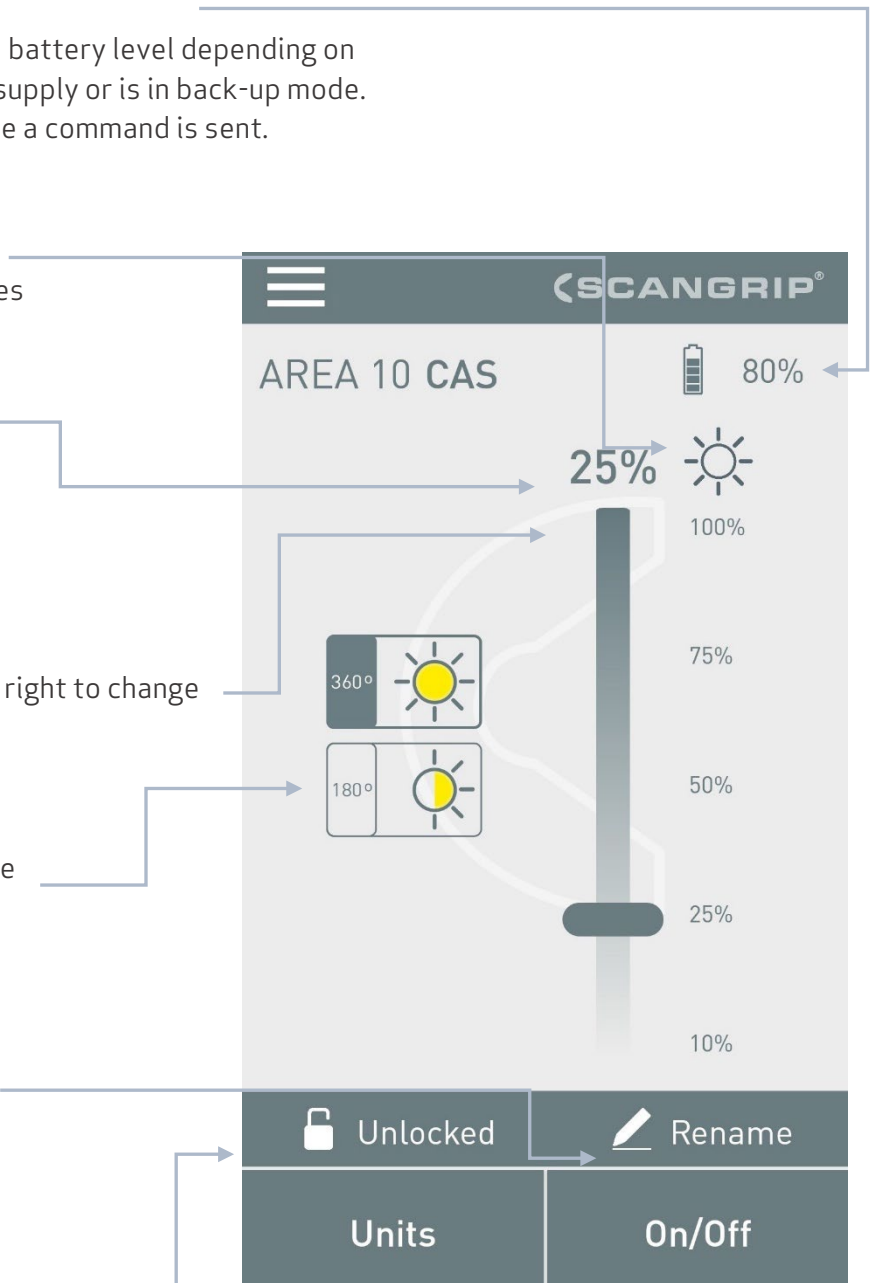 battery level depending on
supply or is in back-up mode.
e a command is sent.
es
SCANGRIP®
AREA 10 CAS
80%
25%
100%
right to change
360°
75%
180°
50%
e
25%
10%
Unlocked
Rename
Units
On/Off